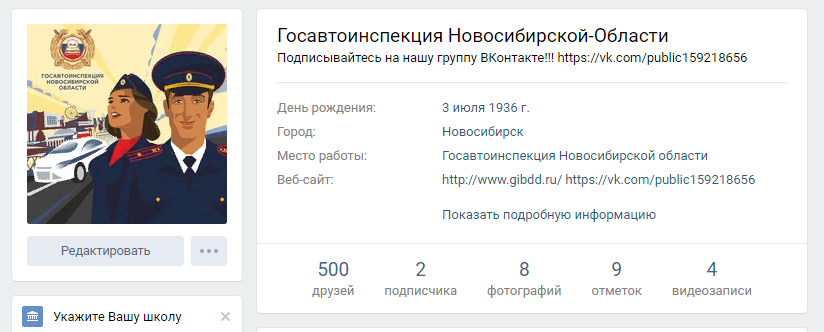 ГОСАВТОИНСПЕКЦИЯ
НОВОСИБИРСКОЙ
ОБЛАСТИ
Редактировать
Укажите Вашу школу
Госавтоинспекция Новосибирской-Области
Подписывайтесь на нашу группу ВКонтакте!!! https://vk.com/public159218656
День рождения: 3 июля 1936 г.
Город: Новосибирск
Место работы: Госавтоинспекция Новосибирской области
Веб-сайт: http://www.gibdd.ru/ https://vk.com/public159218656
Показать подробную информацию
500 2 8 9 4
друзей подписчика фотографий отметок видеозаписи